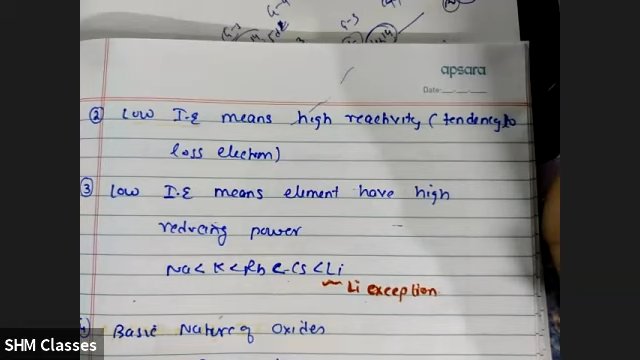 apsara
Date:
② Low I.E means high reactivity (tendency to
loss electron)
③ Low I.E means element have high
reducing power
Na < K < Rb < Cs < Li
Li exception
Basic Nature of Oxides
SHM Classes